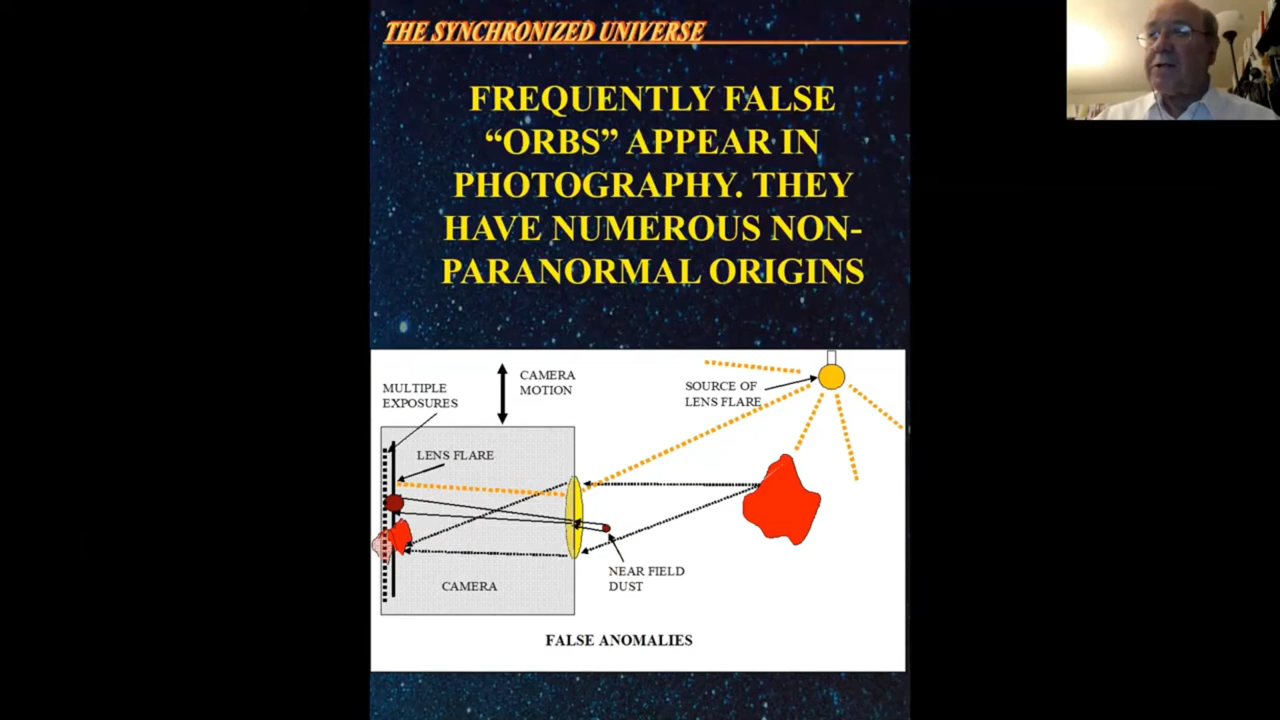 THE SYNCHRONIZED UNIVERSE
FREQUENTLY FALSE
“ORBS” APPEAR IN
PHOTOGRAPHY. THEY
HAVE NUMEROUS NON-
PARANORMAL ORIGINS
MULTIPLE
EXPOSURES
CAMERA
MOTION
SOURCE OF
LENS FLARE
LENS FLARE
NEAR FIELD
DUST
CAMERA
FALSE ANOMALIES